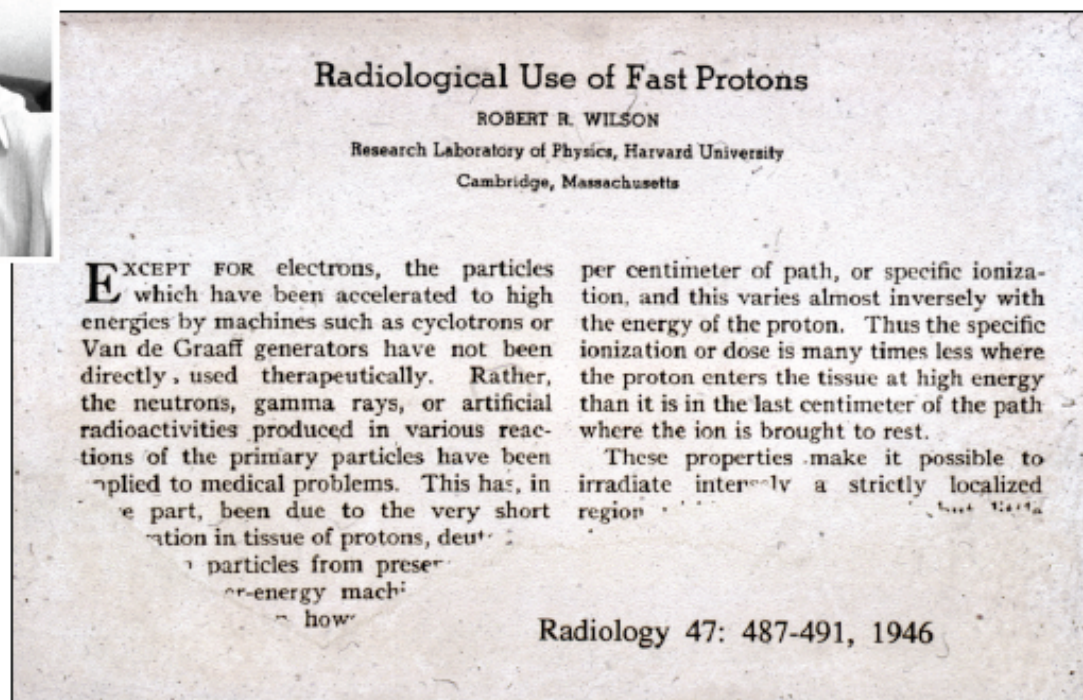 Radiological Use of Fast Protons
ROBERT R. WILSON
Research Laboratory of Physics, Harvard University
Cambridge, Massachusetts
EXCEPT FOR electrons, the particles
which have been accelerated to high
energies by machines such as cyclotrons or
Van de Graaff generators have not been
directly used therapeutically. Rather,
the neutrons, gamma rays, or artificial
radioactivities produced in various reac-
tions of the primary particles have been
to medical problems. This has, in
part, been due to the very short
in tissue of protons,
particles from
per centimeter of path, or specific ioniza-
tion, and this varies almost inversely with
the energy of the proton. Thus the specific
ionization or dose is many times less where
the proton enters the tissue at high energy
than it is in the last centimeter of the path
where the ion is brought to rest.
These properties make it possible to
irradiate a strictly localized
region
Radiology 47: 487-491, 1946